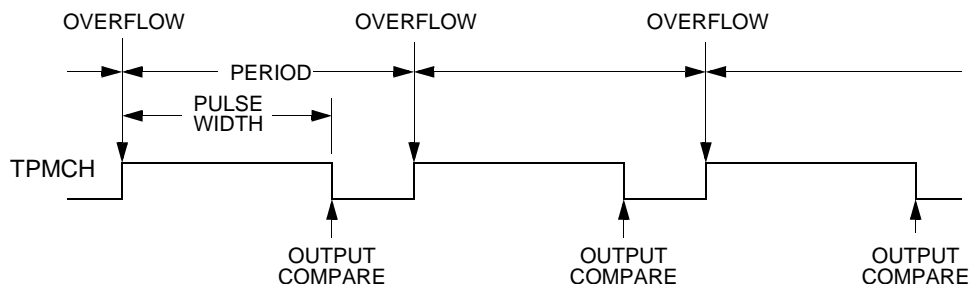 OVERFLOW
OVERFLOW
OVERFLOW
PERIOD
PULSE
WIDTH
TPMCH
OUTPUT
COMPARE
OUTPUT
COMPARE
OUTPUT
COMPARE